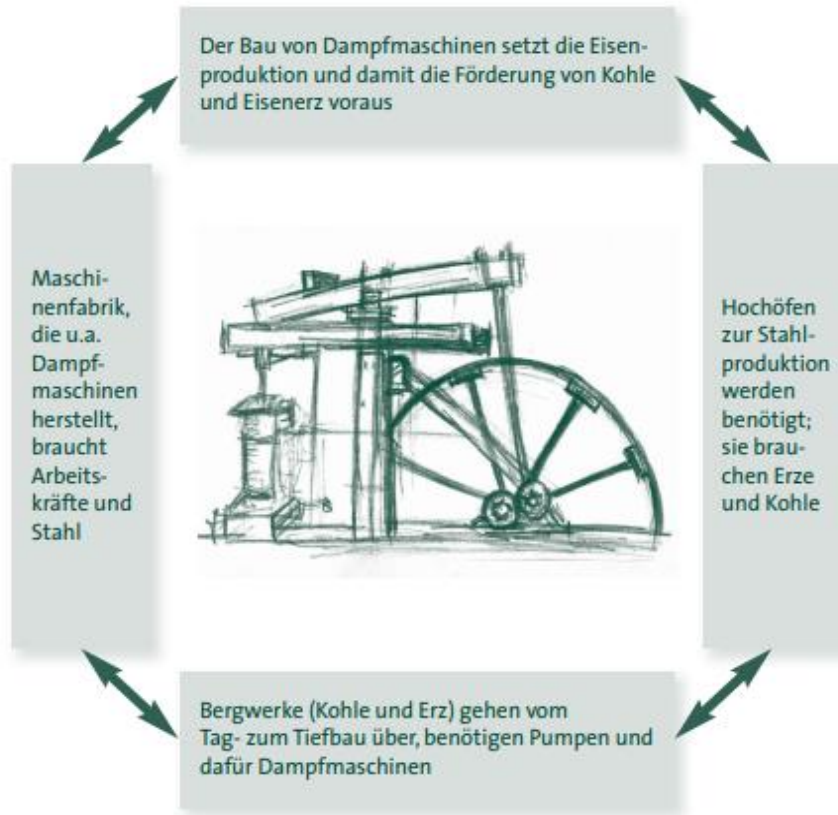 Der Bau von Dampfmaschinen setzt die Eisen-
produktion und damit die Förderung von Kohle
und Eisenerz voraus
Maschi-
nenfabrik,
die u.a.
Dampf-
maschinen
herstellt,
braucht
Arbeits-
kräfte und
Stahl
Hochöfen
zur Stahl-
produktion
werden
benötigt;
sie brau-
chen Erze
und Kohle
Bergwerke (Kohle und Erz) gehen vom
Tag- zum Tiefbau über, benötigen Pumpen und
dafür Dampfmaschinen